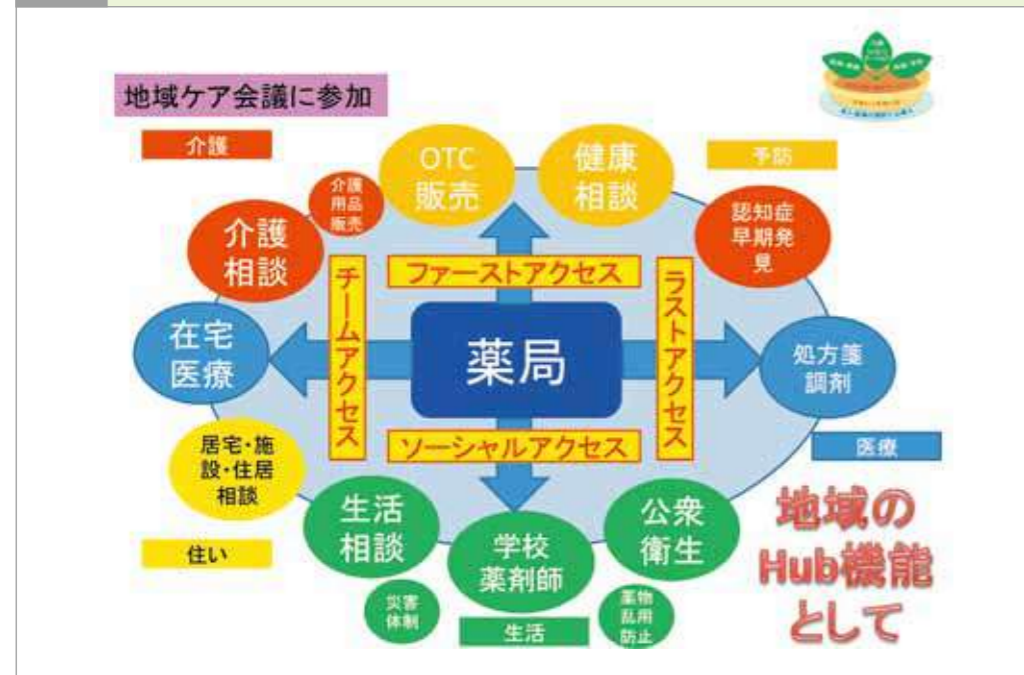 地域ケア会議に参加
介護
OTC
販売
健康
相談
予防
介護
用品
販売
認知症
早期発
見
介護
相談
ファーストアクセス
チームアクセス
ラストアクセス
在宅
医療
薬局
処方箋
調剤
ソーシャルアクセス
居宅・施
設・住居
相談
医療
生活
相談
学校
薬剤師
公衆
衛生
地域の
Hub機能
として
住い
災害
体制
生活
薬物
乱用
防止